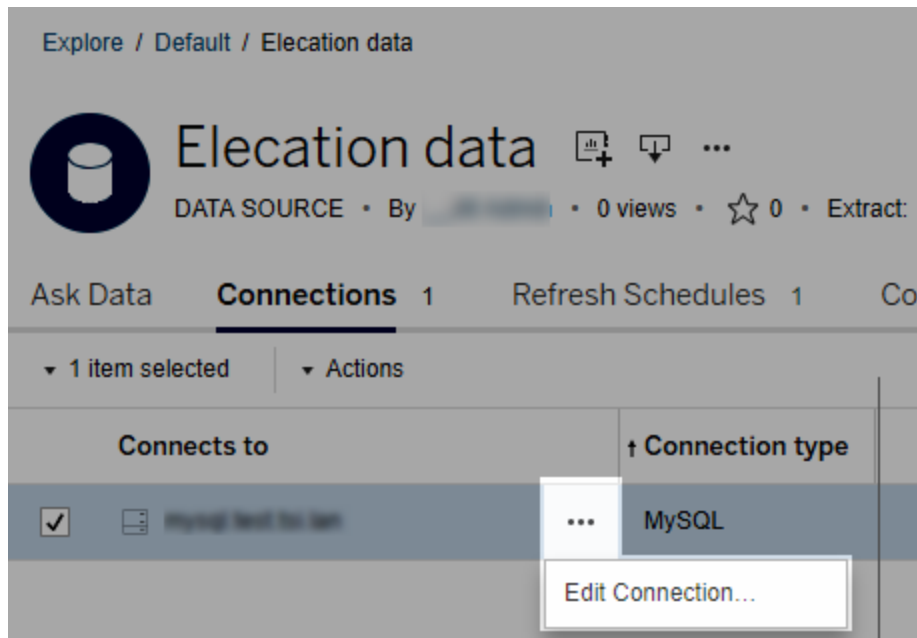 Explore / Default / Elecation data
Elecation data
DATA SOURCE • By • 0 views • ☆ 0 • Extract:
Ask Data Connections 1 Refresh Schedules 1 Co
▾ 1 item selected ▾ Actions
Connects to ↑ Connection type
MySQL
Edit Connection...